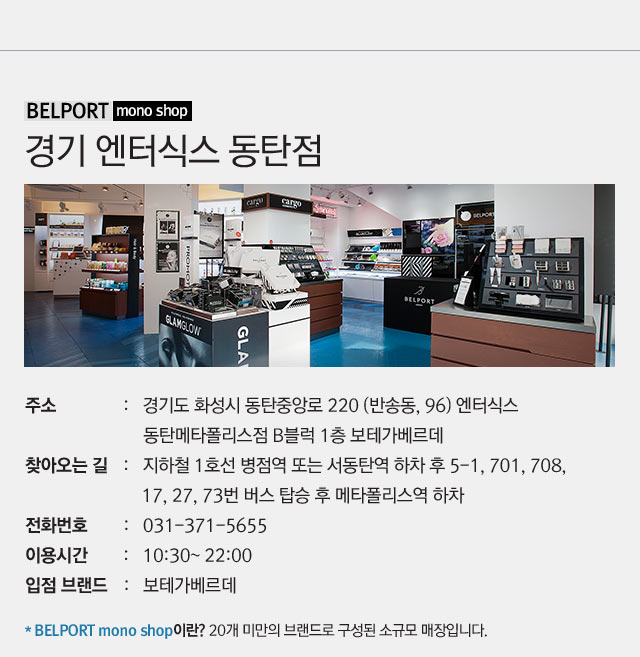 BELPORT mono shop
경기 엔터식스 동탄점
cargo
cargo
BELPORT
PROMO
GLAMGLOW
GLA
BELPORT
주소 : 경기도 화성시 동탄중앙로 220 (반송동, 96) 엔터식스
동탄메타폴리스점 B블럭 1층 보테가베르데
찾아오는 길 : 지하철 1호선 병점역 또는 서동탄역 하차 후 5-1, 701, 708,
17, 27, 73번 버스 탑승 후 메타폴리스역 하차
전화번호 : 031-371-5655
이용시간 : 10:30~ 22:00
입점 브랜드 : 보테가베르데
* BELPORT mono shop이란? 20개 미만의 브랜드로 구성된 소규모 매장입니다.